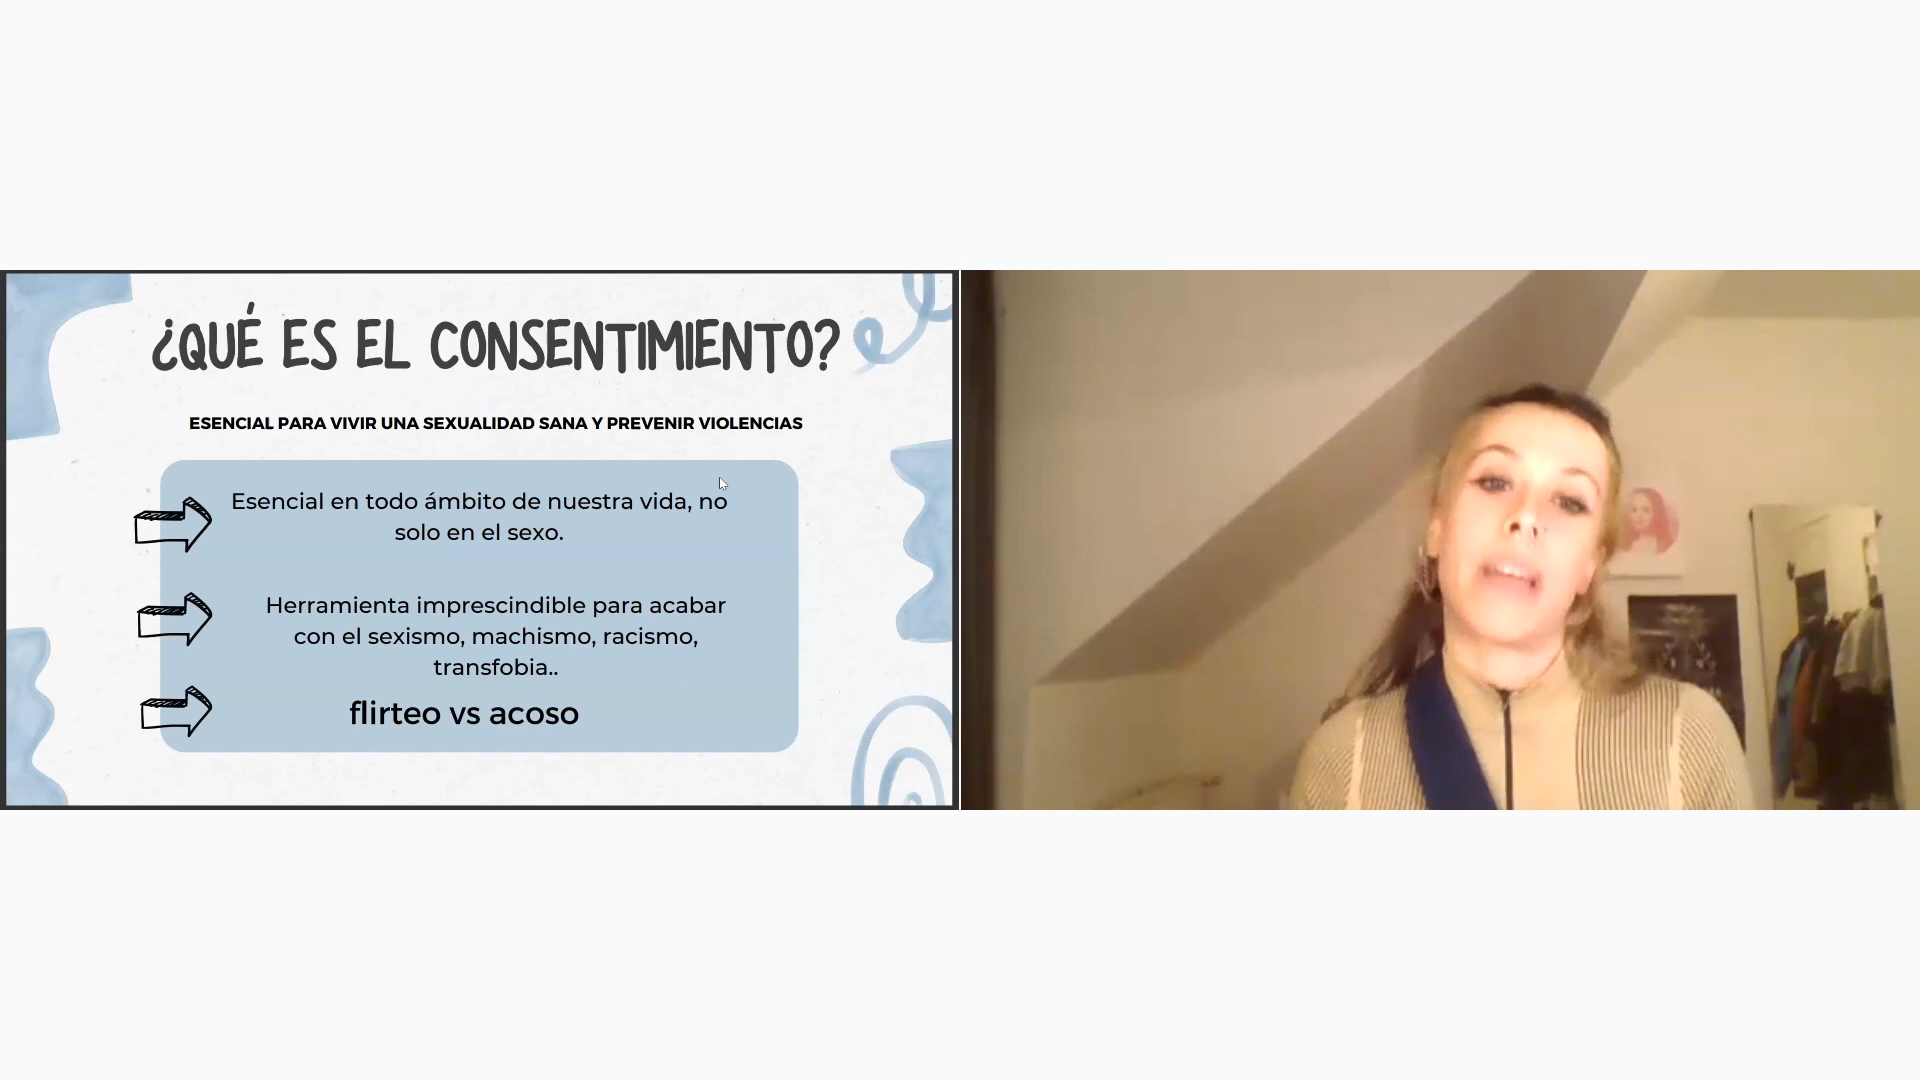 ¿QUÉ ES EL CONSENTIMIENTO?
ESENCIAL PARA VIVIR UNA SEXUALIDAD SANA Y PREVENIR VIOLENCIAS
Esencial en todo ámbito de nuestra vida, no
solo en el sexo.
Herramienta imprescindible para acabar
con el sexismo, machismo, racismo,
transfobia..
flirteo vs acoso